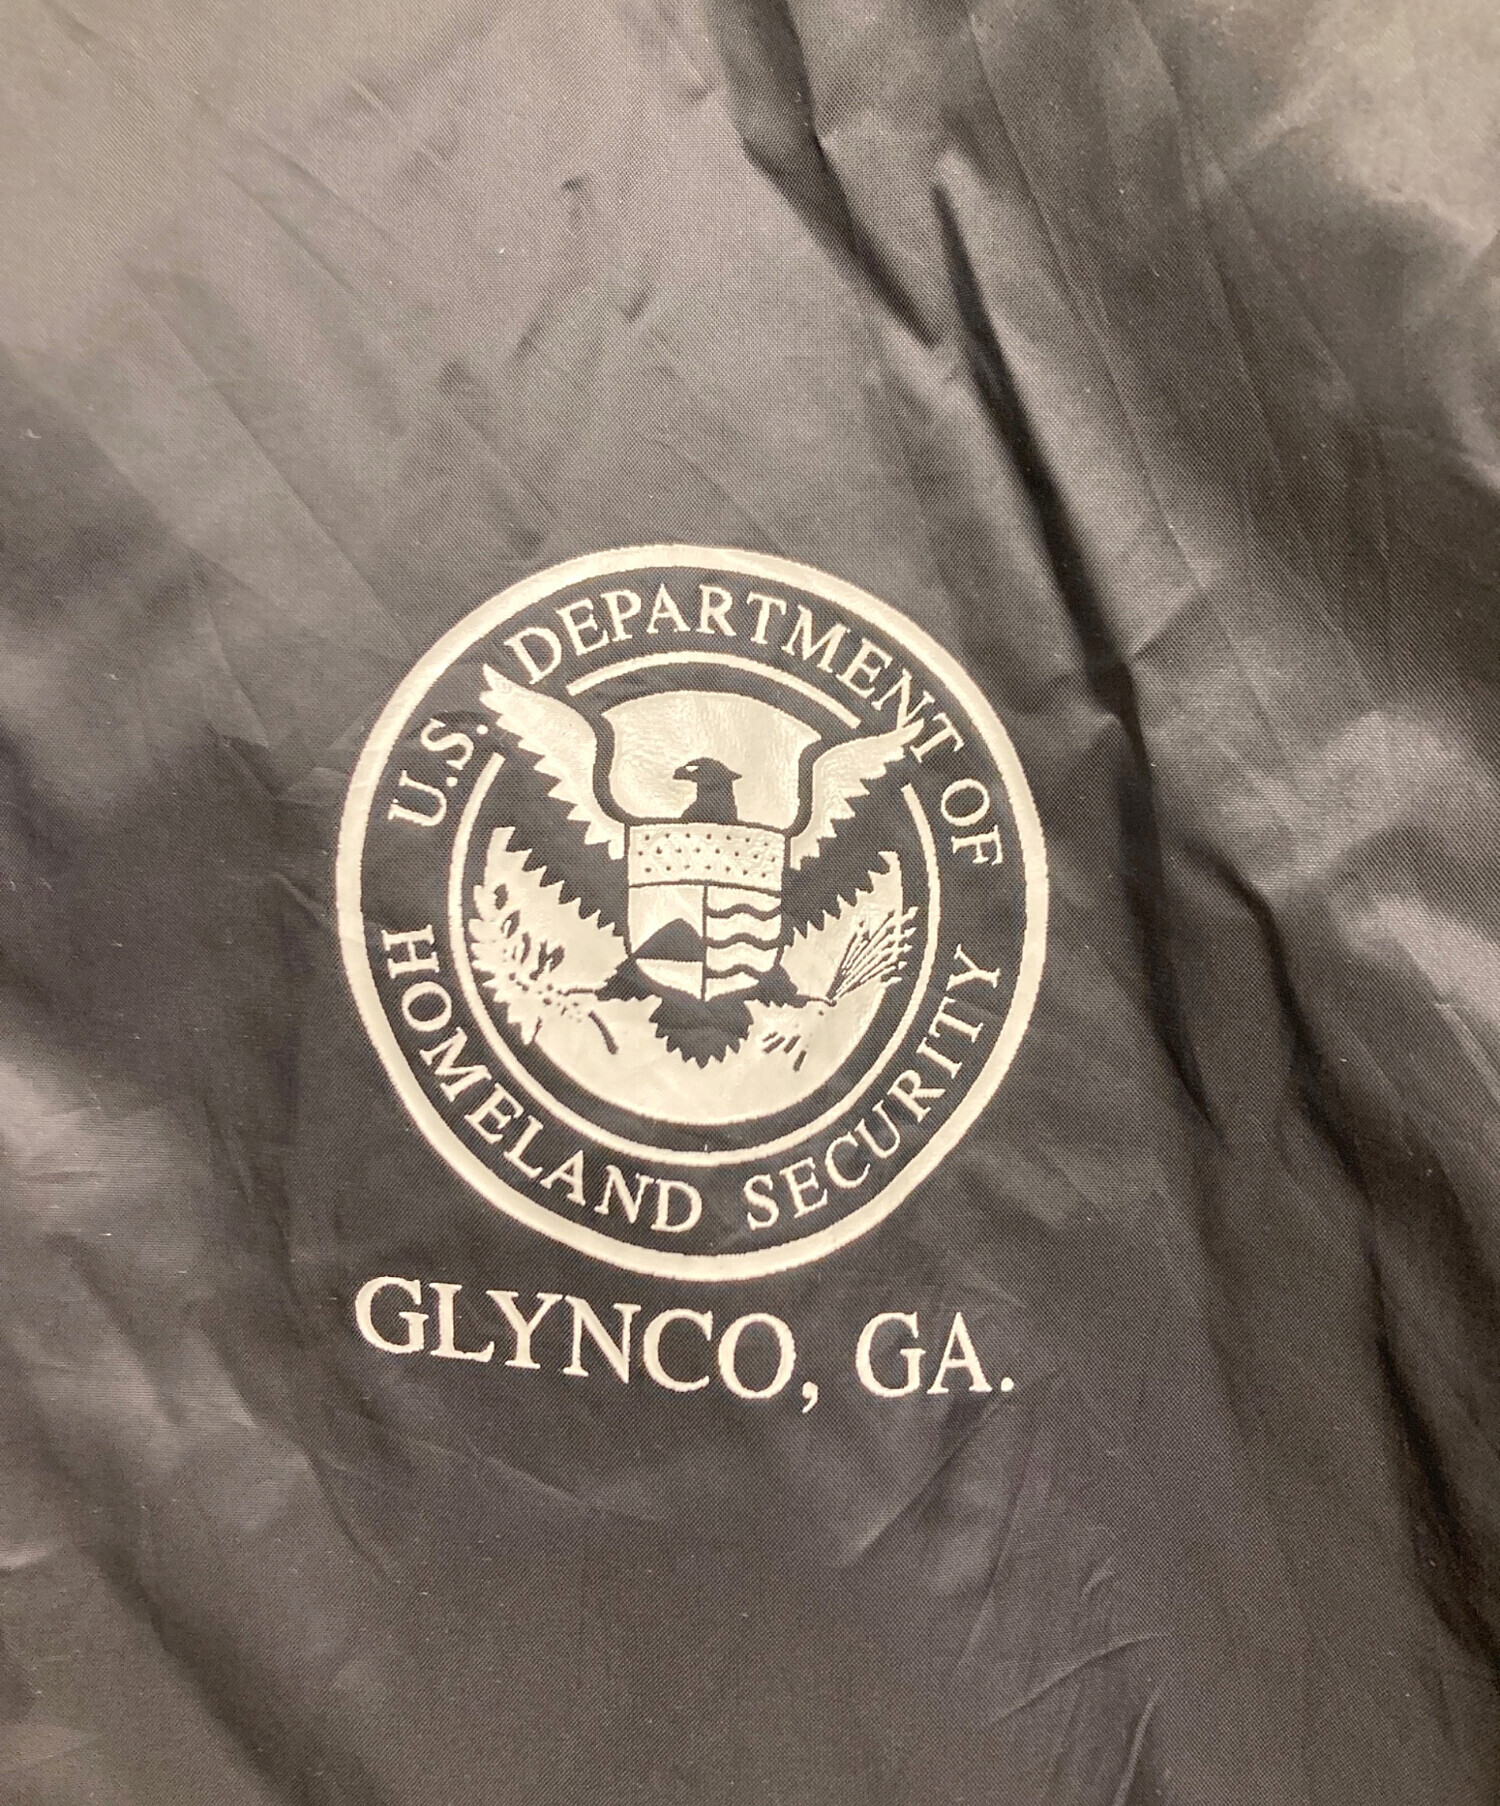 U.S. DEPARTMENT OF
HOMELAND SECURITY
GLYNCO, GA.